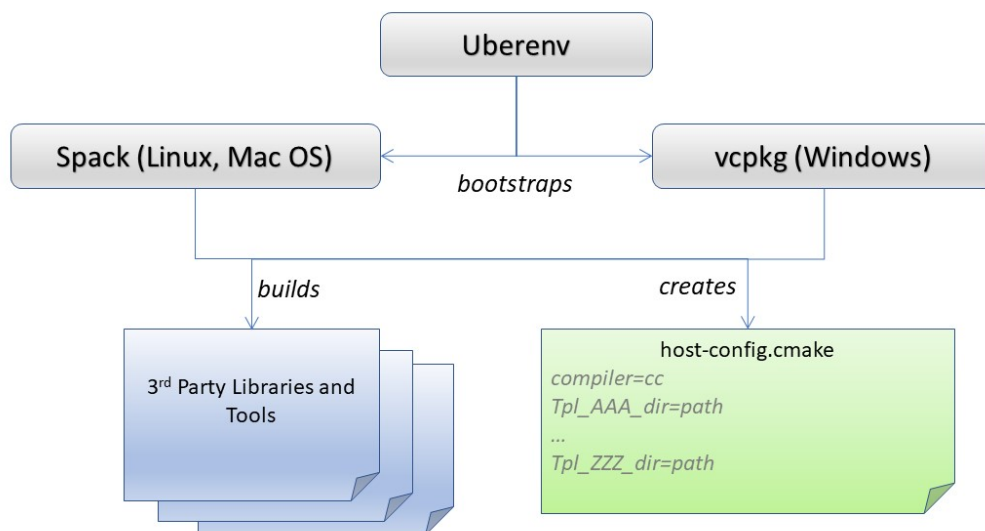 Uberenv
Spack (Linux, Mac OS)
vcpkg (Windows)
bootstraps
builds
creates
3rd Party Libraries and
Tools
host-config.cmake
compiler=cc
Tpl_AAA_dir=path
...
Tpl_ZZZ_dir=path